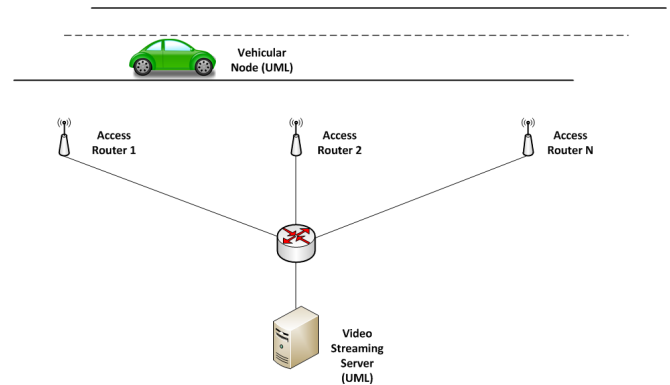 Vehicular
Node (UML)
Access
Router 1
Access
Router 2
Access
Router N
Video
Streaming
Server
(UML)